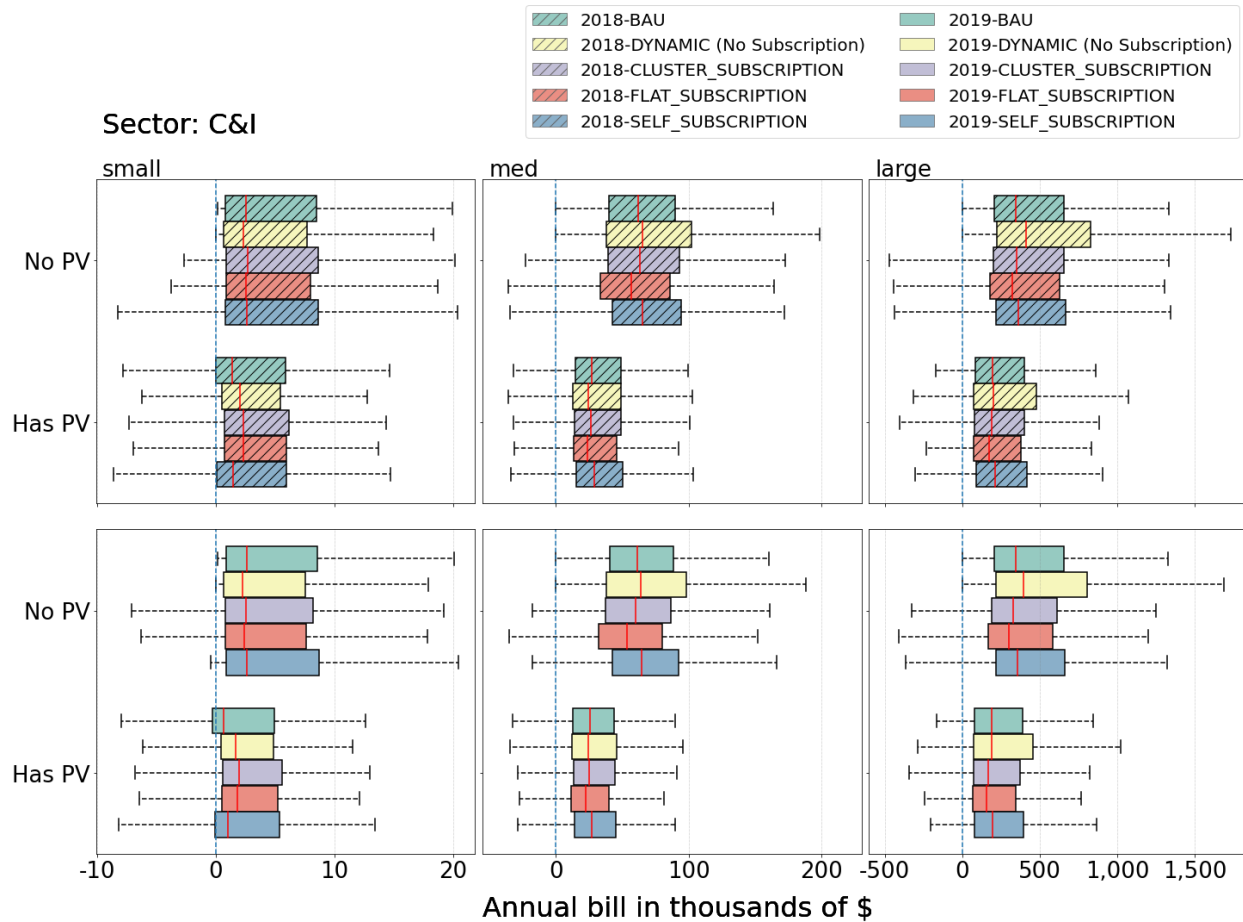 2018-BAU 2019-BAU
2018-DYNAMIC (No Subscription) 2019-DYNAMIC (No Subscription)
2018-CLUSTER_SUBSCRIPTION 2019-CLUSTER_SUBSCRIPTION
2018-FLAT_SUBSCRIPTION 2019-FLAT_SUBSCRIPTION
2018-SELF_SUBSCRIPTION 2019-SELF_SUBSCRIPTION
Sector: C&I
small med large
No PV
Has PV
No PV
Has PV
-10 0 10 20 0 100 200 -500 0 500 1,000 1,500
Annual bill in thousands of $